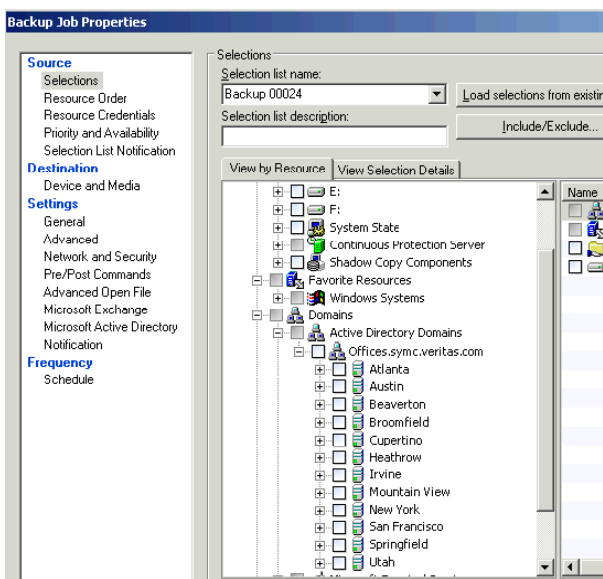 Backup Job Properties
Source
Selections
Resource Order
Resource Credentials
Priority and Availability
Selection List Notification
Destination
Device and Media
Settings
General
Advanced
Network and Security
Pre/Post Commands
Advanced Open File
Microsoft Exchange
Microsoft Active Directory
Notification
Frequency
Schedule
Selections
Selection list name:
Backup 00024
Load selections from existin
Selection list description:
Include/Exclude...
View by Resource
View Selection Details
E:
F:
System State
Continuous Protection Server
Shadow Copy Components
Favorite Resources
Windows Systems
Domains
Active Directory Domains
Offices.symc.veritas.com
Atlanta
Austin
Beaverton
Broomfield
Cupertino
Heathrow
Irvine
Mountain View
New York
San Francisco
Springfield
Utah
Name